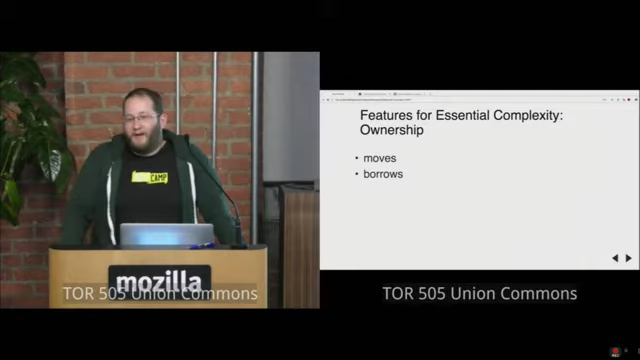 CAMP
mozilla
TOR 505 Union Commons
Features for Essential Complexity:
Ownership
• moves
• borrows
TOR 505 Union Commons